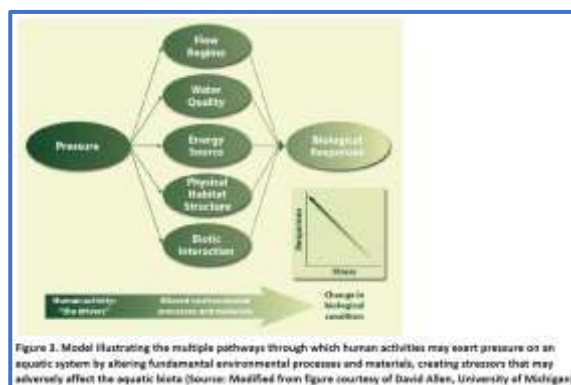 Flow
Regime
Water
Quality
Pressure
Energy
Source
Biological
Responses
Physical
Habitat
Structure
Biotic
Interaction
Responses
Stress
Human activity:
"the drivers"
Altered environmental
processes and materials
Change in
biological
condition
Figure 3. Model illustrating the multiple pathways through which human activities may exert pressure on an
aquatic system by altering fundamental environmental processes and materials, creating stressors that may
adversely affect the aquatic biota (Source: Modified from figure courtesy of David Allen, University of Michigan)